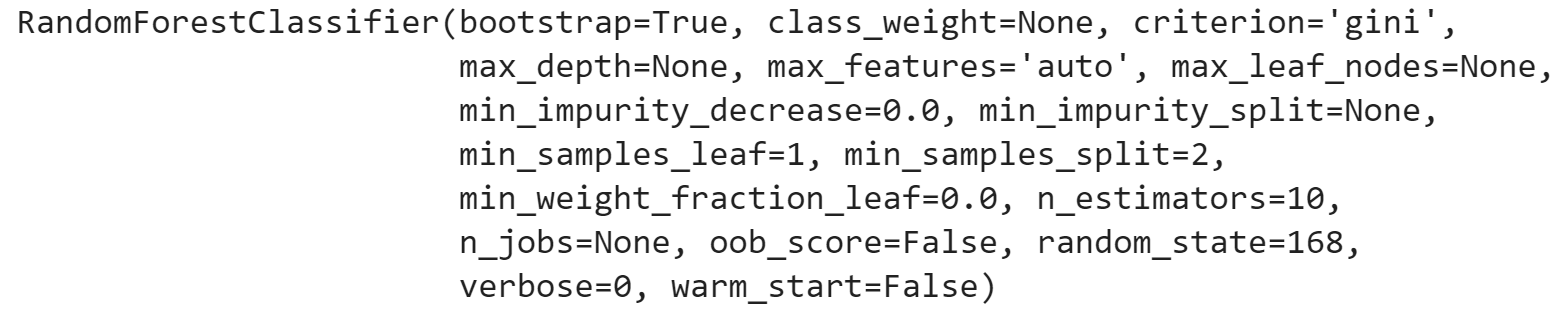 RandomForestClassifier(bootstrap=True, class_weight=None, criterion='gini',
max_depth=None, max_features='auto', max_leaf_nodes=None,
min_impurity_decrease=0.0, min_impurity_split=None,
min_samples_leaf=1, min_samples_split=2,
min_weight_fraction_leaf=0.0, n_estimators=10,
n_jobs=None, oob_score=False, random_state=168,
verbose=0, warm_start=False)